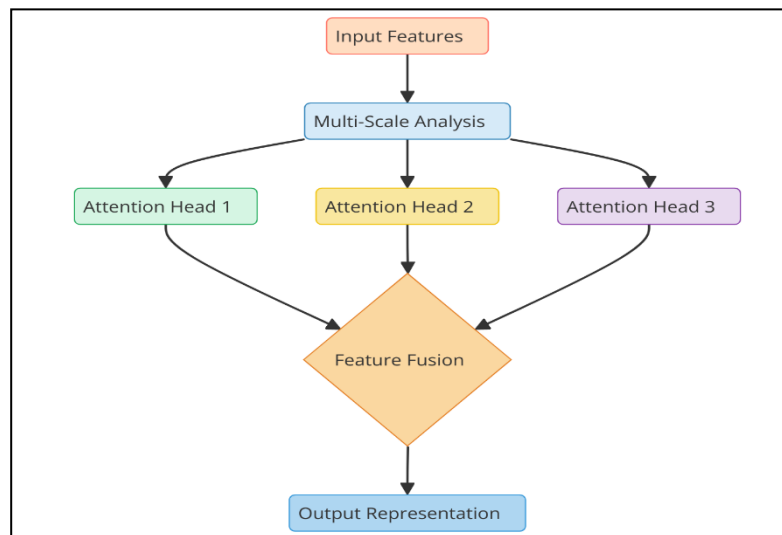 Input Features
Multi-Scale Analysis
Attention Head 1
Attention Head 2
Attention Head 3
Feature Fusion
Output Representation